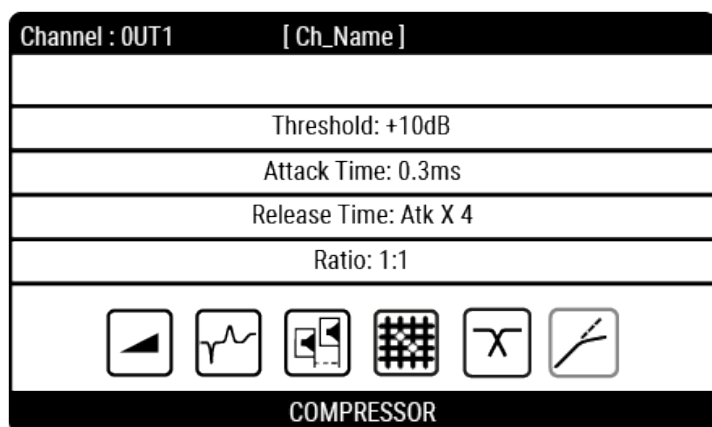 Channel : 0UT1 [ Ch_Name ]
Threshold: +10dB
Attack Time: 0.3ms
Release Time: Atk X 4
Ratio: 1:1
COMPRESSOR